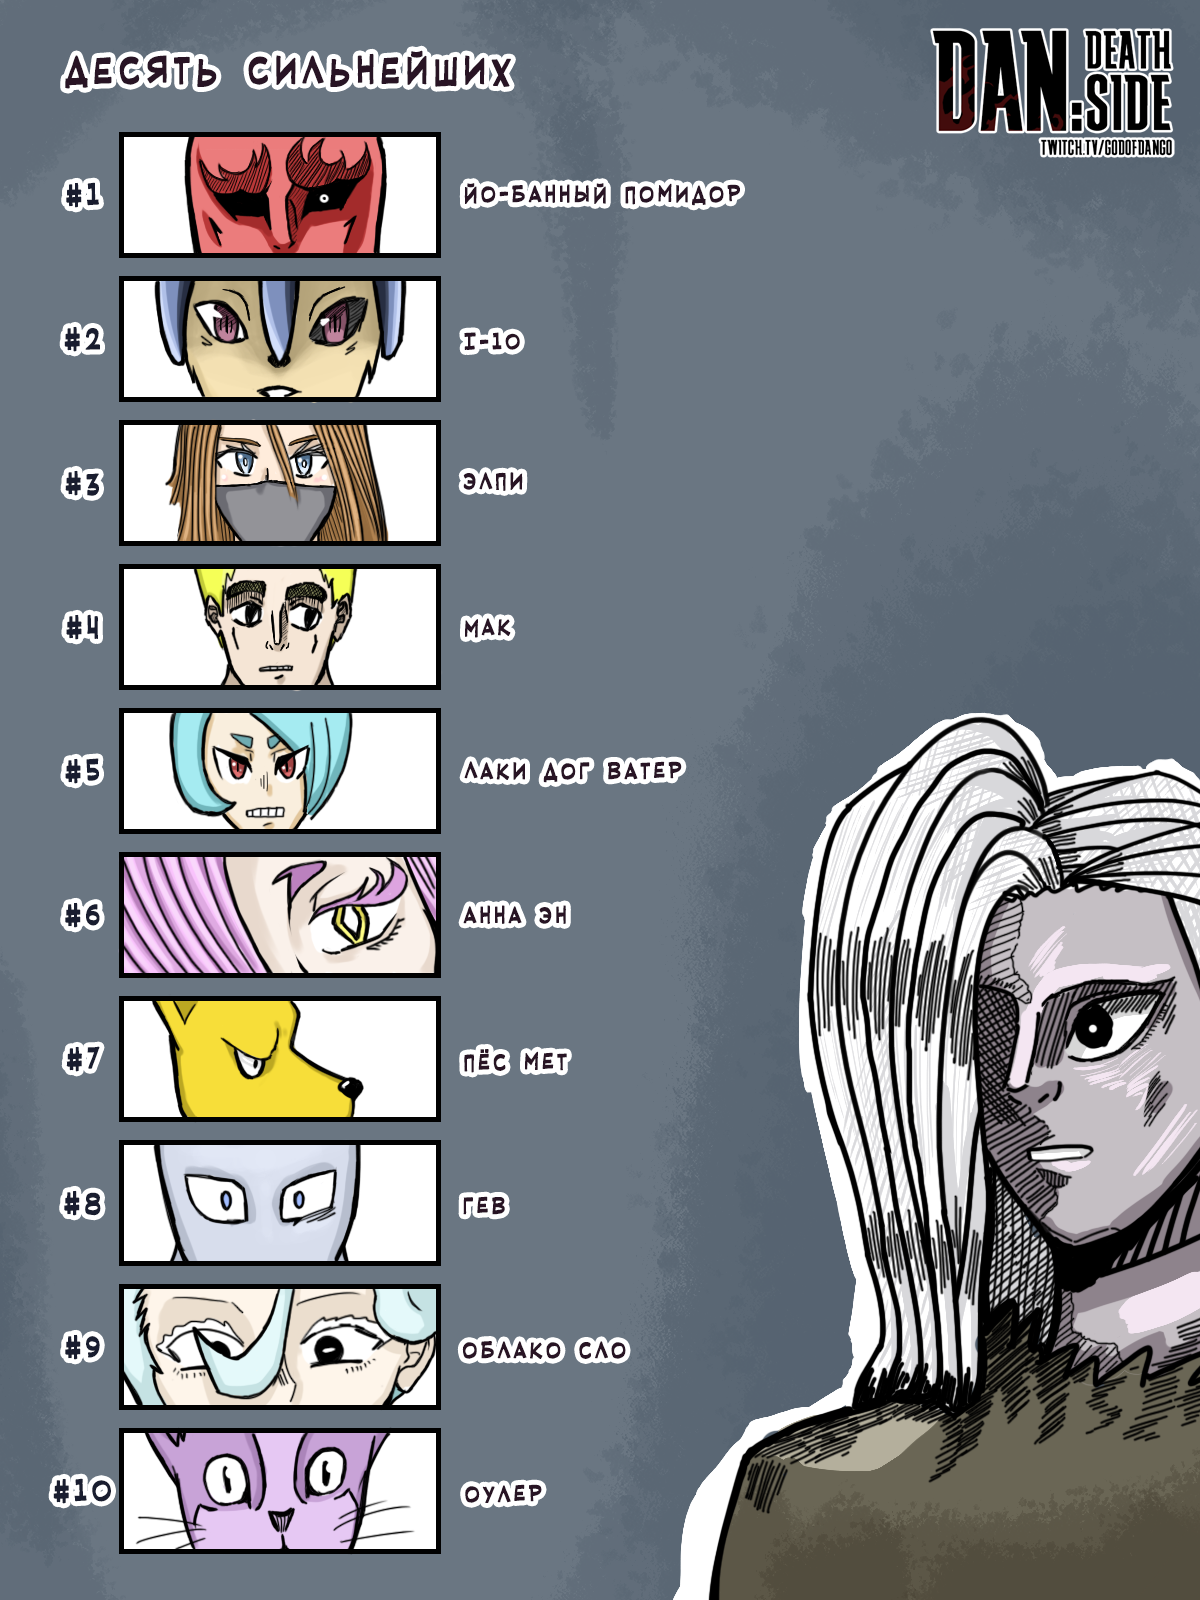 ДЕСЯТЬ СИЛЬНЕЙШИХ
DAN: DEATH SIDE
TWITCH.TV/GODOFDANGO
#1 ЙО-БАННЫЙ ПОМИДОР
#2 I-10
#3 ЭЛПИ
#4 МАК
#5 ЛАКИ ДОГ ВАТЕР
#6 АННА ЭН
#7 ПЁС МЕТ
#8 ГЕВ
#9 ОБЛАКО СЛО
#10 ОУЛЕР